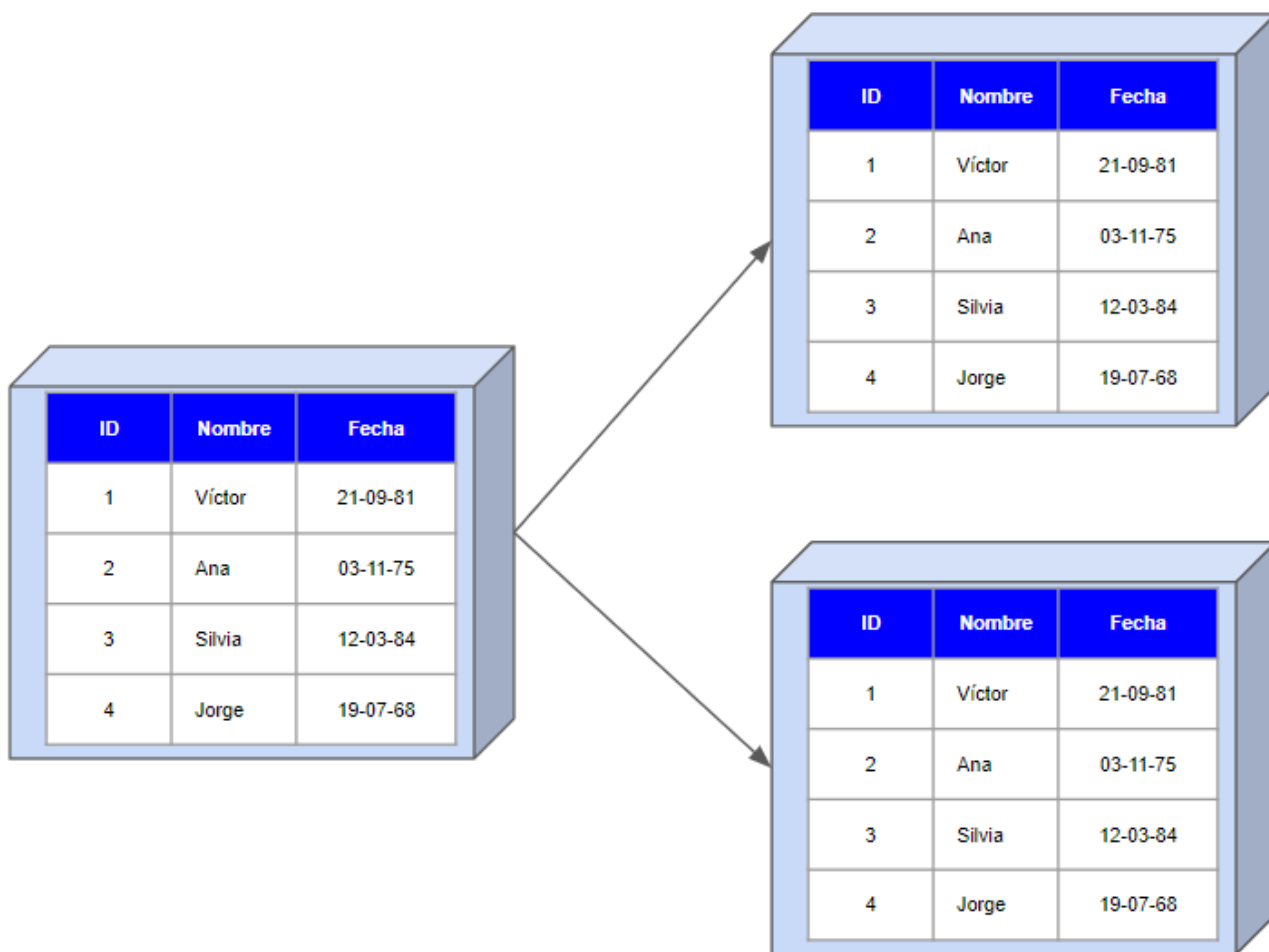 ID Nombre Fecha
1 Víctor 21-09-81
2 Ana 03-11-75
3 Silvia 12-03-84
4 Jorge 19-07-68
ID Nombre Fecha
1 Víctor 21-09-81
2 Ana 03-11-75
3 Silvia 12-03-84
4 Jorge 19-07-68
ID Nombre Fecha
1 Víctor 21-09-81
2 Ana 03-11-75
3 Silvia 12-03-84
4 Jorge 19-07-68